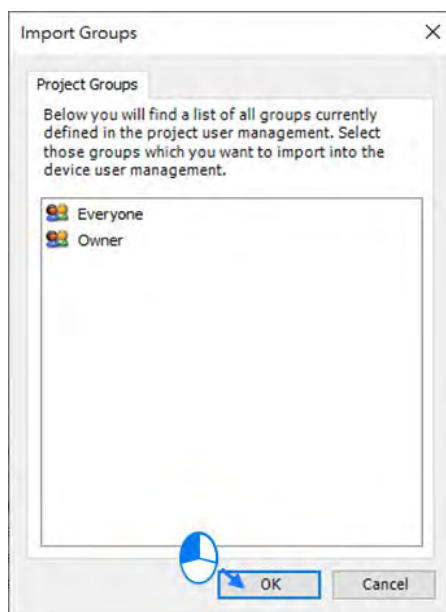 Import Groups
Project Groups
Below you will find a list of all groups currently
defined in the project user management. Select
those groups which you want to import into the
device user management.
Everyone
Owner
OK Cancel